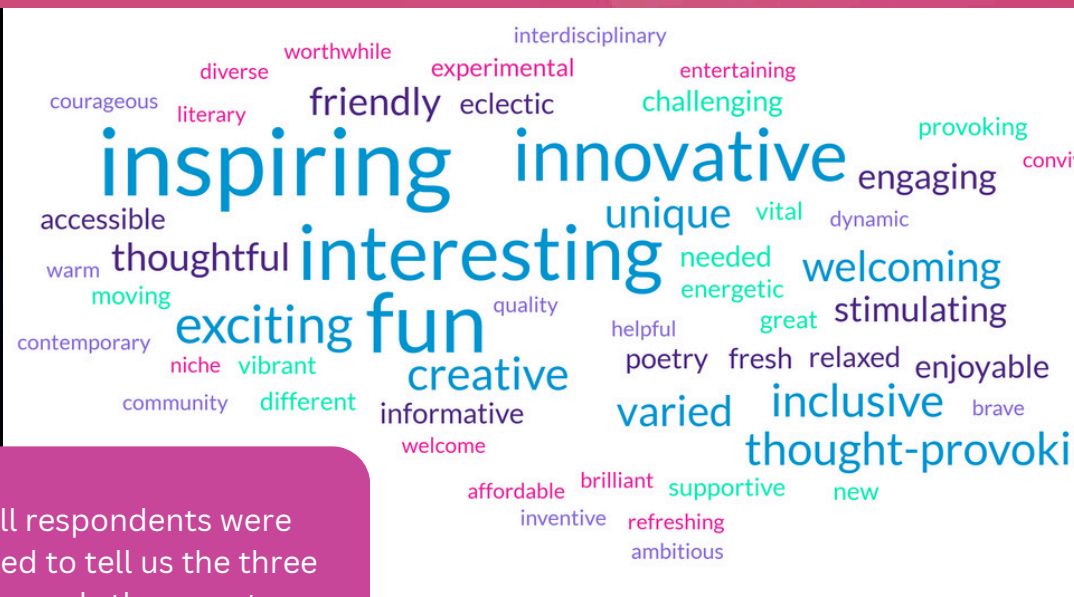 interdisciplinary
worthwhile
diverse experimental entertaining
courageous literary friendly eclectic challenging
provoking
inspiring innovative engaging
accessible unique vital dynamic
warm thoughtful interesting needed welcoming
moving energetic
exciting fun quality helpful great stimulating
contemporary
niche vibrant creative poetry fresh relaxed enjoyable
community different informative varied inclusive brave
welcome thought-provoki
affordable brilliant supportive new
inventive refreshing
ambitious
ll respondents were
ed to tell us the three